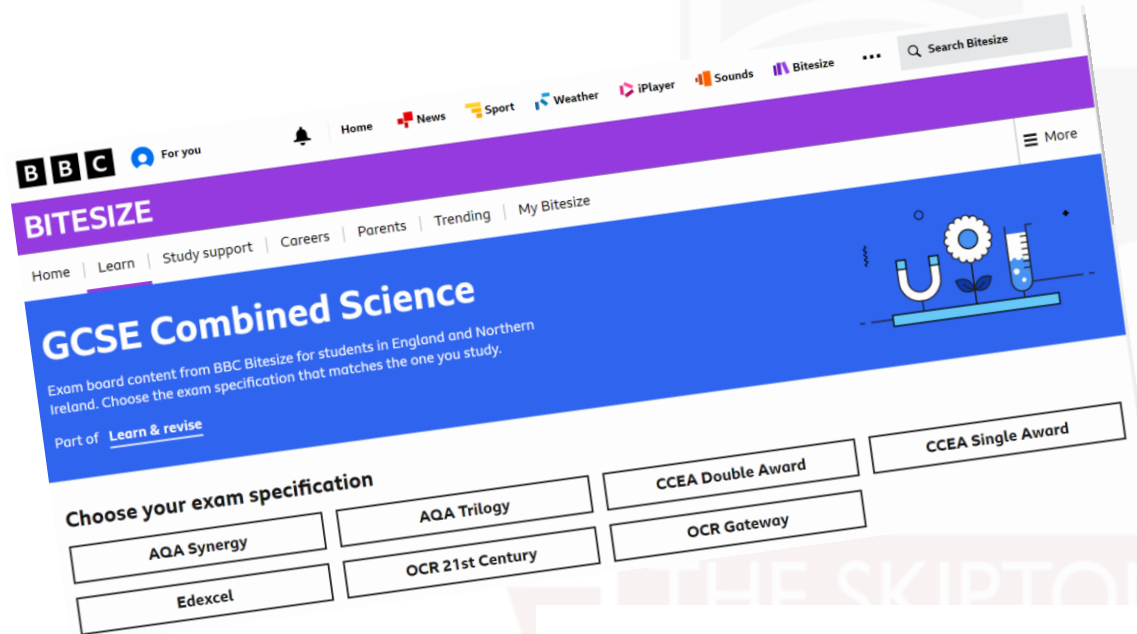 BBC For you Home News Sport Weather iPlayer Sounds Bitesize ... Search Bitesize
BITESIZE
Home Learn Study support Careers Parents Trending My Bitesize More
GCSE Combined Science
Exam board content from BBC Bitesize for students in England and Northern
Ireland. Choose the exam specification that matches the one you study.
Part of Learn & revise
Choose your exam specification
AQA Synergy AQA Trilogy CCEA Double Award CCEA Single Award
Edexcel OCR 21st Century OCR Gateway
THE SKIPTON